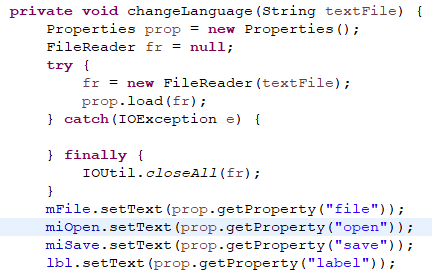 private void changeLanguage(String textFile) {
Properties prop = new Properties();
FileReader fr = null;
try {
fr = new FileReader(textFile);
prop.load(fr);
} catch(IOException e) {
} finally {
IOUtil.closeAll(fr);
}
mFile.setText(prop.getProperty("file"));
miOpen.setText(prop.getProperty("open"));
miSave.setText(prop.getProperty("save"));
lbl.setText(prop.getProperty("label"));